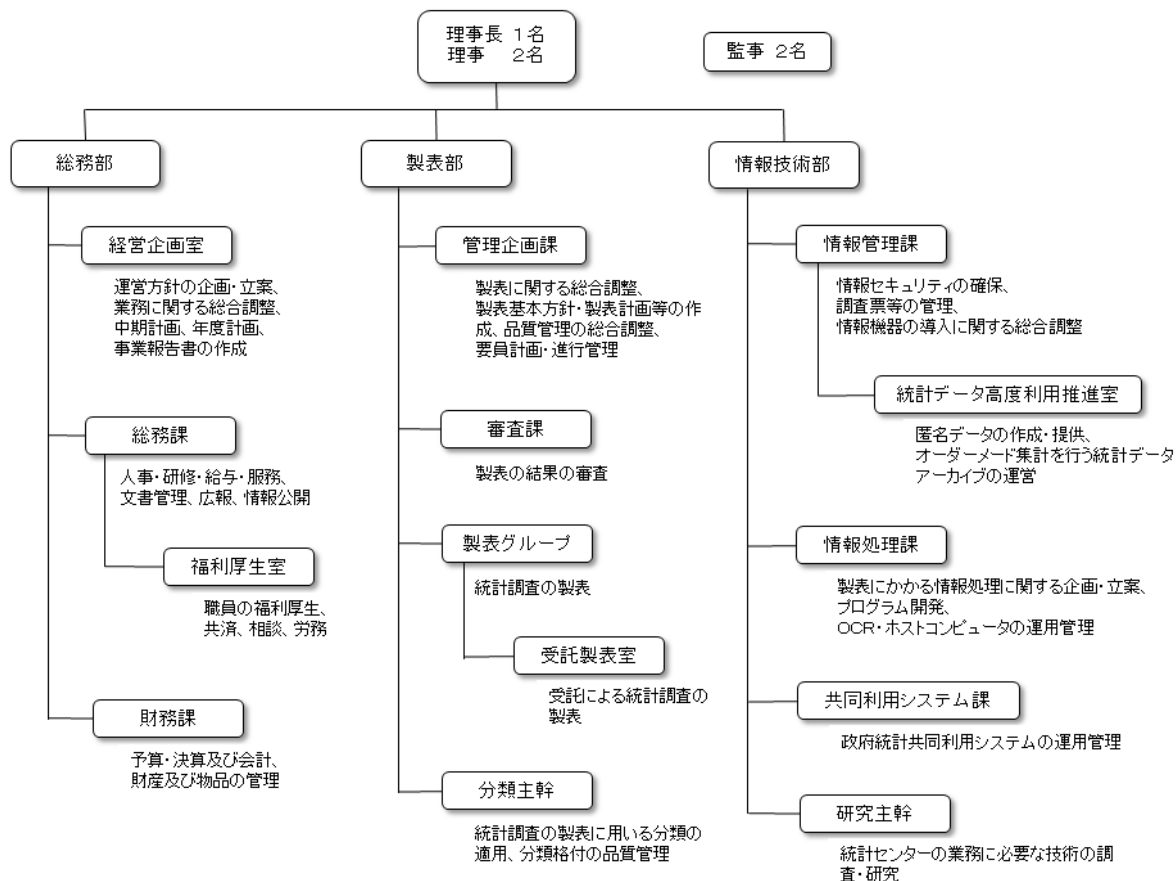 理事長 1名
理事 2名
監事 2名
総務部
経営企画室
運営方針の企画・立案、
業務に関する総合調整、
中期計画、年度計画、
事業報告書の作成
総務課
人事・研修・給与・服務、
文書管理、広報、情報公開
福利厚生室
職員の福利厚生、
共済、相談、労務
財務課
予算・決算及び会計、
財産及び物品の管理
製表部
管理企画課
製表に関する総合調整、
製表基本方針・製表計画等の作
成、品質管理の総合調整、
要員計画・進行管理
審査課
製表の結果の審査
製表グループ
統計調査の製表
受託製表室
受託による統計調査の
製表
分類主幹
統計調査の製表に用いる分類の
適用、分類格付の品質管理
情報技術部
情報管理課
情報セキュリティの確保、
調査票等の管理、
情報機器の導入に関する総合調整
統計データ高度利用推進室
匿名データの作成・提供、
オーダーメード集計を行う統計データ
アーカイブの運営
情報処理課
製表にかかる情報処理に関する企画・立案、
プログラム開発、
OCR・ホストコンピュータの運用管理
共同利用システム課
政府統計共同利用システムの運用管理
研究主幹
統計センターの業務に必要な技術の調
査・研究